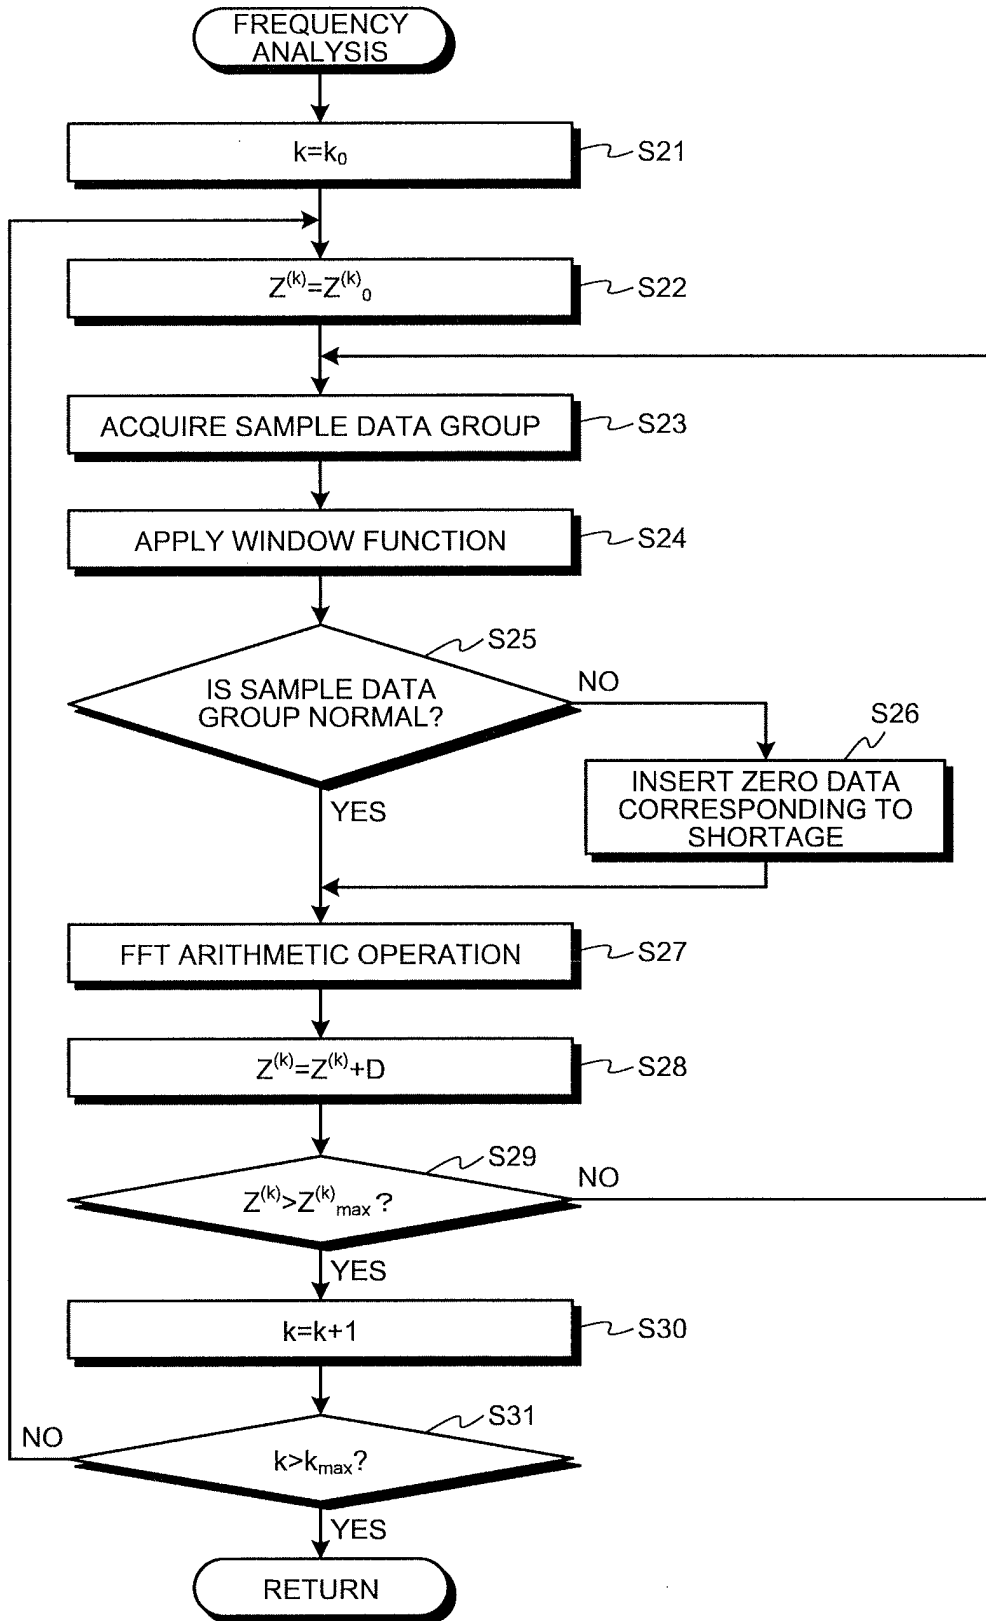 FREQUENCY
ANALYSIS
k=k₀
S21
Z⁽ᵏ⁾=Z⁽ᵏ⁾₀
S22
ACQUIRE SAMPLE DATA GROUP
S23
APPLY WINDOW FUNCTION
S24
S25
IS SAMPLE DATA
GROUP NORMAL?
NO
YES
S26
INSERT ZERO DATA
CORRESPONDING TO
SHORTAGE
FFT ARITHMETIC OPERATION
S27
Z⁽ᵏ⁾=Z⁽ᵏ⁾+D
S28
S29
Z⁽ᵏ⁾>Z⁽ᵏ⁾ₘₐₓ?
NO
YES
k=k+1
S30
S31
NO
k>kₘₐₓ?
YES
RETURN